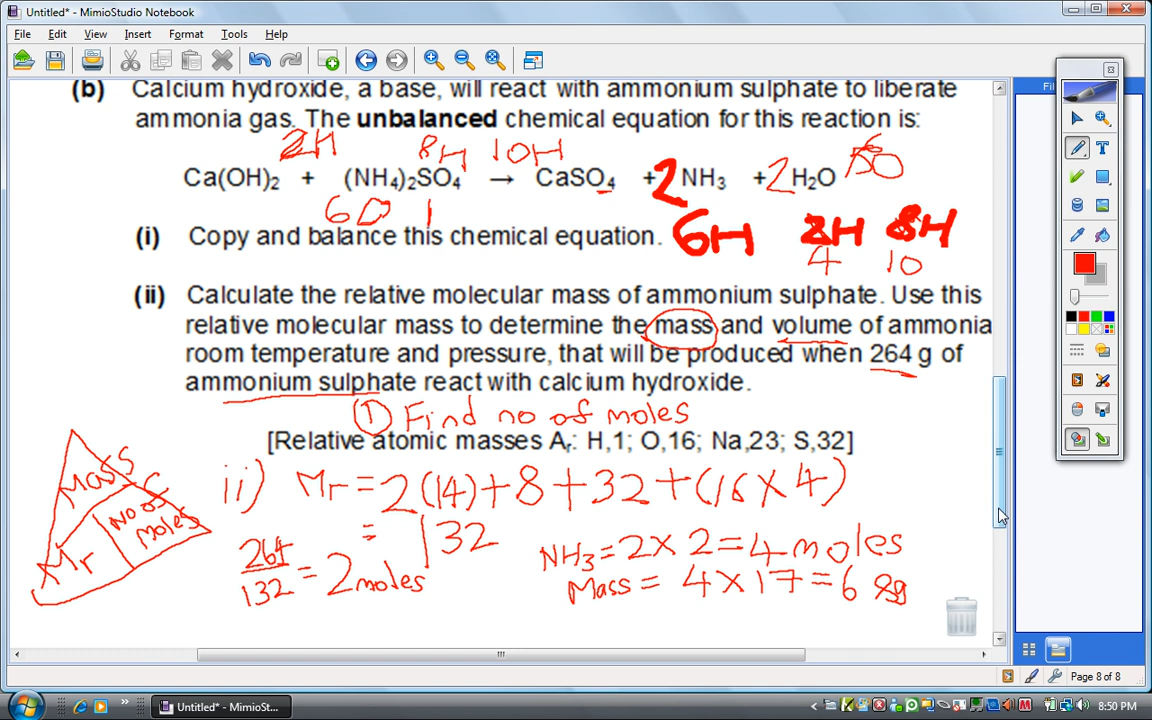 Untitled* - MimioStudio Notebook
File Edit View Insert Format Tools Help
(b) Calcium hydroxide, a base, will react with ammonium sulphate to liberate
ammonia gas. The unbalanced chemical equation for this reaction is:
2H 8H 10H
Ca(OH)₂ + (NH₄)₂SO₄ → CaSO₄ + 2NH₃ + 2H₂O
6O 1
(i) Copy and balance this chemical equation.
6H 2H 8H
4 10
(ii) Calculate the relative molecular mass of ammonium sulphate. Use this
relative molecular mass to determine the mass and volume of ammonia
room temperature and pressure, that will be produced when 264 g of
ammonium sulphate react with calcium hydroxide.
① Find no of moles
[Relative atomic masses Aᵣ: H,1; O,16; Na,23; S,32]
ii) Mr = 2(14)+8+32+(16×4)
= 132
Mass
Mr No of moles
264/132 = 2 moles
NH₃ = 2×2=4 moles
Mass = 4×17=68g
Page 8 of 8
Untitled* - MimioSt...
8:50 PM